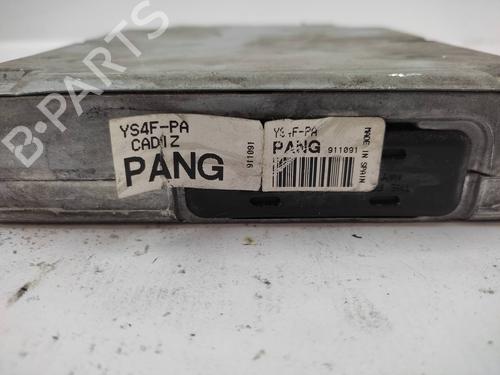 B-PARTS
YS4F-PA
CADIZ
PANG
911091
YS4F-PA
PANG
911091
MADE IN SPAIN